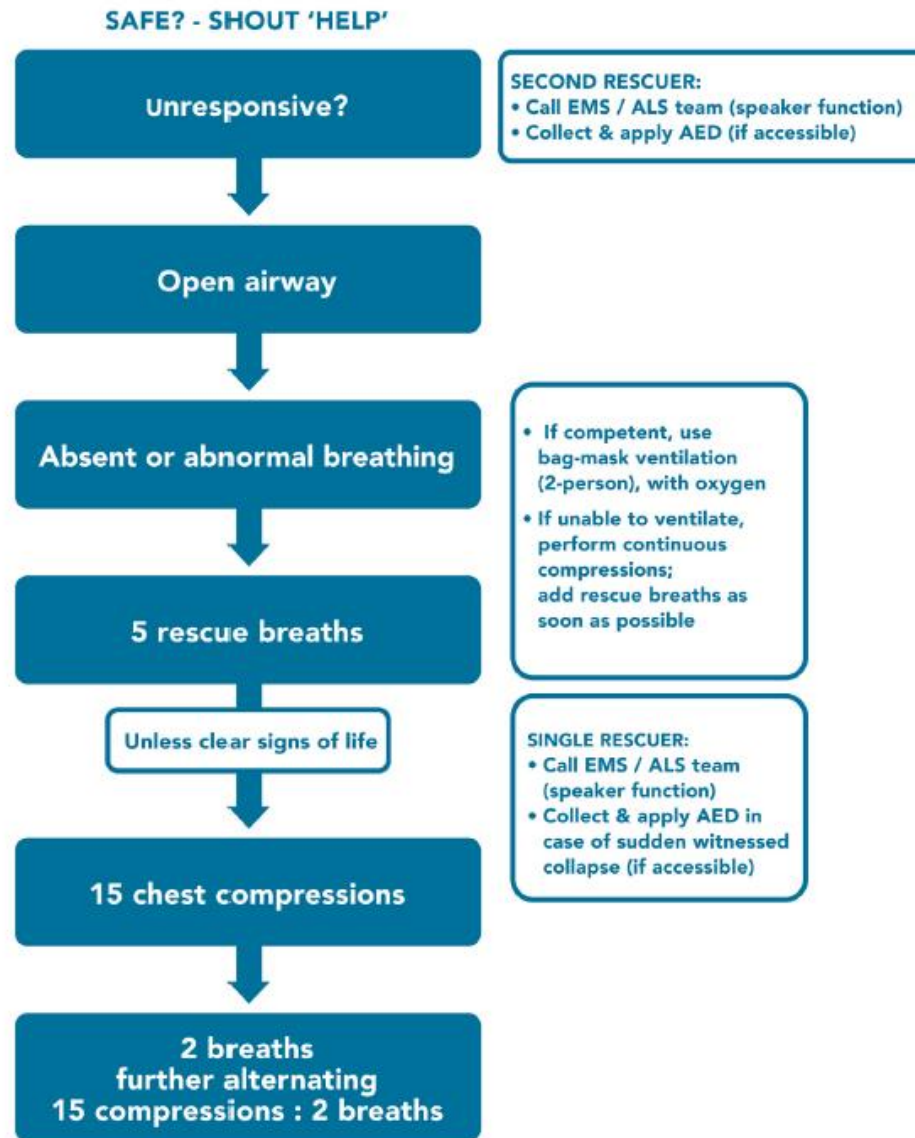 SAFE? - SHOUT 'HELP'
Unresponsive?
SECOND RESCUER:
• Call EMS / ALS team (speaker function)
• Collect & apply AED (if accessible)
Open airway
Absent or abnormal breathing
• If competent, use
bag-mask ventilation
(2-person), with oxygen
• If unable to ventilate,
perform continuous
compressions;
add rescue breaths as
soon as possible
5 rescue breaths
Unless clear signs of life
SINGLE RESCUER:
• Call EMS / ALS team
(speaker function)
• Collect & apply AED in
case of sudden witnessed
collapse (if accessible)
15 chest compressions
2 breaths
further alternating
15 compressions : 2 breaths